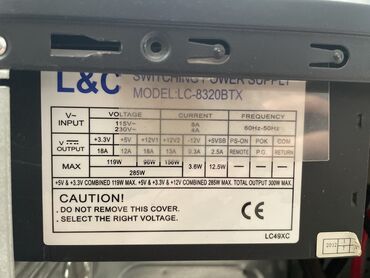 L&C SWITCHING POWER SUPPLY
MODEL:LC-8320BTX
V~ INPUT VOLTAGE CURRENT FREQUENCY
115V~ 8A 60Hz-50Hz
230V~ 4A
V OUTPUT +3.3V +5V +12V1 +12V2 -12V +5VSB PS-ON POK COM
18A 12A 16A 13A 0.3A 2.5A REMOTE P.G. RETURN
MAX 119W 96W 156W 3.6W 12.5W
285W
+5V & +3.3V COMBINED 119W MAX. +5V & +3.3V & +12V COMBINED 285W MAX. TOTAL OUTPUT 300W MAX.
CAUTION!
. DO NOT REMOVE THIS COVER.
. SELECT THE RIGHT VOLTAGE.
CE
LC49XC
2012